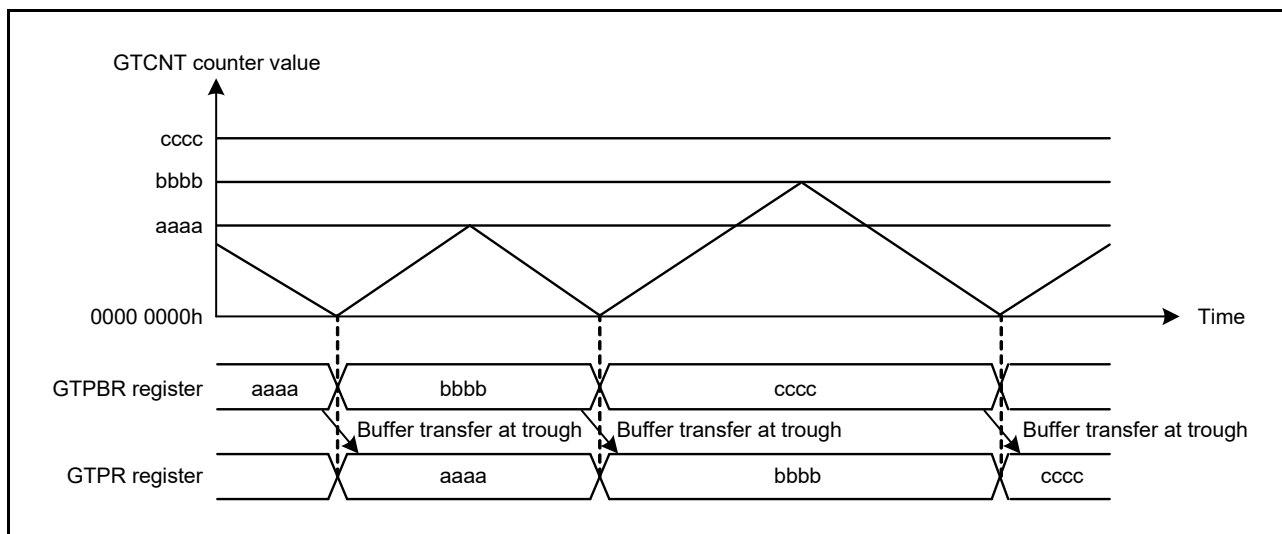 GTCNT counter value
cccc
bbbb
aaaa
0000 0000h
Time
GTPBR register
aaaa
bbbb
cccc
Buffer transfer at trough
Buffer transfer at trough
Buffer transfer at trough
GTPR register
aaaa
bbbb
cccc